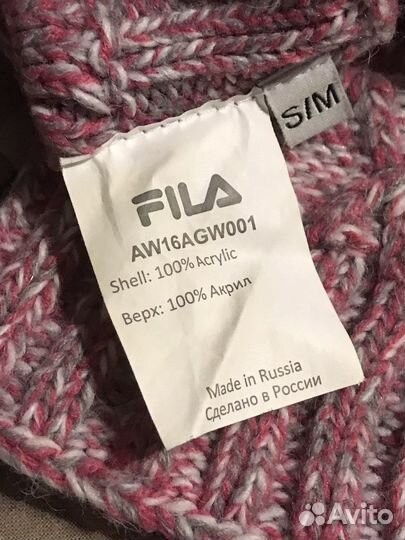 S/M
FILA
AW16AGW001
Shell: 100% Acrylic
Верх: 100% Акрил
Made in Russia
Сделано в России
Avito